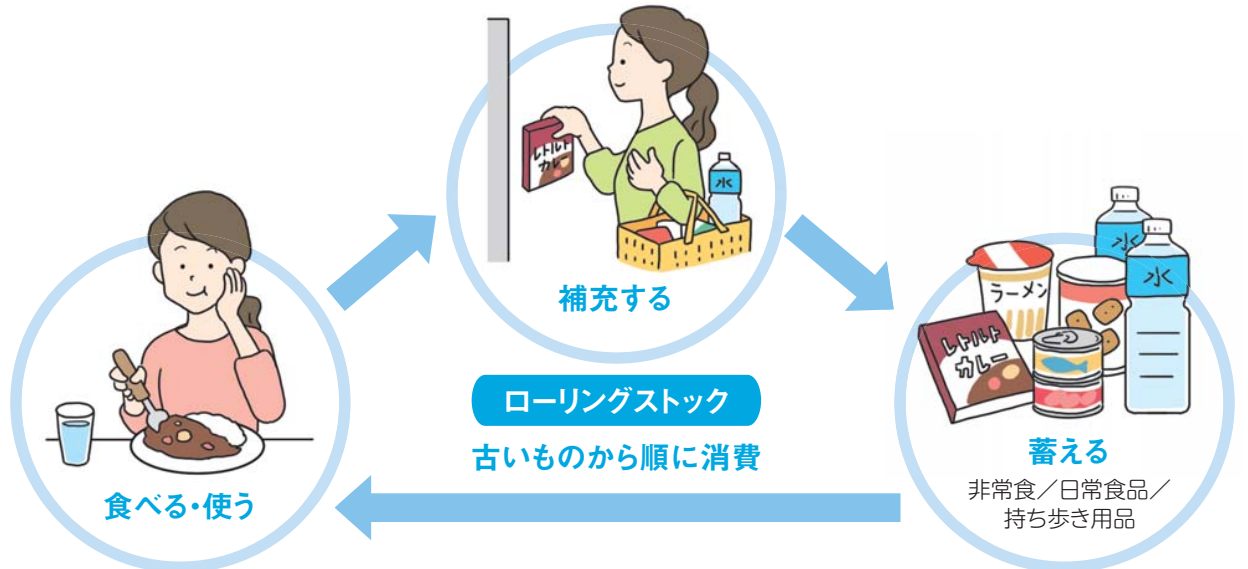 レトルト
カレー
水
補充する
ローリングストック
古いものから順に消費
食べる・使う
水
水
ラーメン
レトルト
カレー
蓄える
非常食／日常食品／
持ち歩き用品